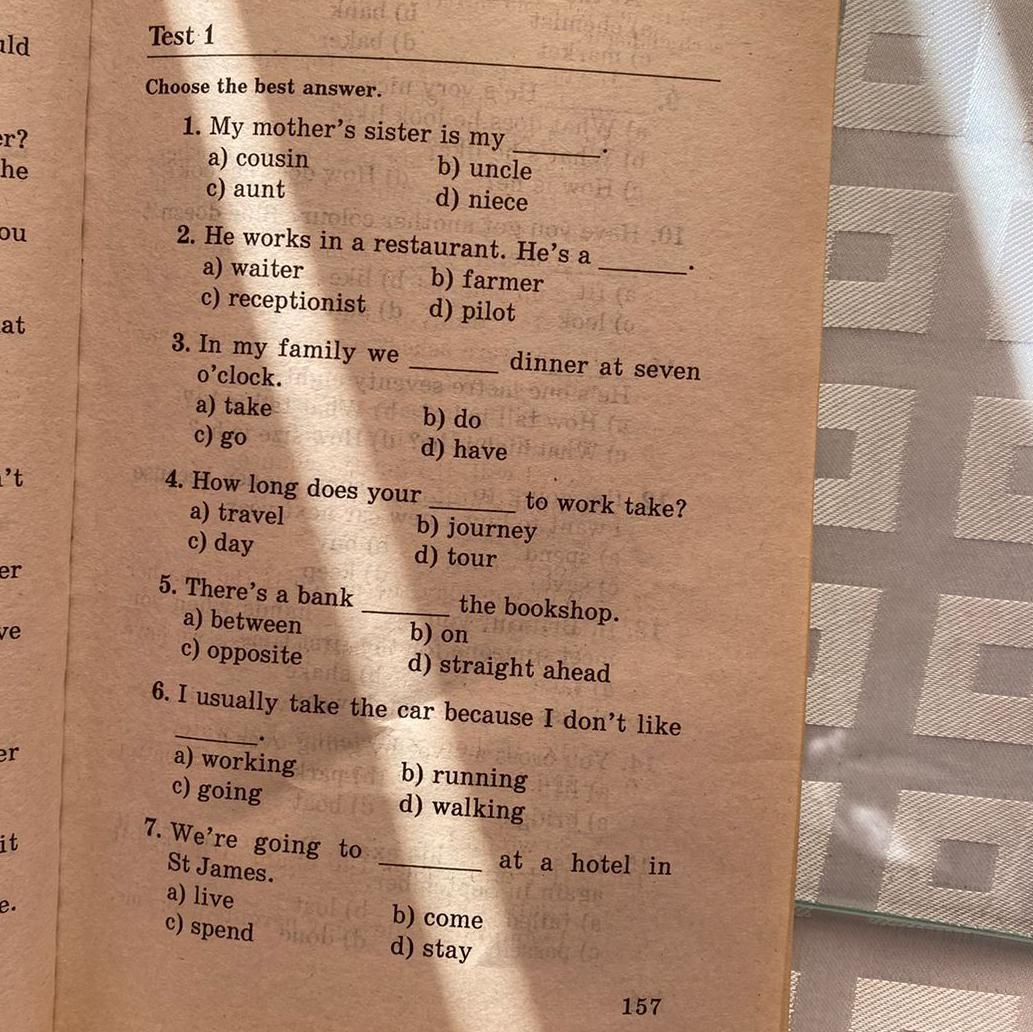 Test 1
Choose the best answer.
1. My mother's sister is my ______.
a) cousin b) uncle
c) aunt d) niece
2. He works in a restaurant. He's a ______.
a) waiter b) farmer
c) receptionist d) pilot
3. In my family we ______ dinner at seven
o'clock.
a) take b) do
c) go d) have
4. How long does your ______ to work take?
a) travel b) journey
c) day d) tour
5. There's a bank ______ the bookshop.
a) between b) on
c) opposite d) straight ahead
6. I usually take the car because I don't like
______.
a) working b) running
c) going d) walking
7. We're going to ______ at a hotel in
St James.
a) live b) come
c) spend d) stay
157